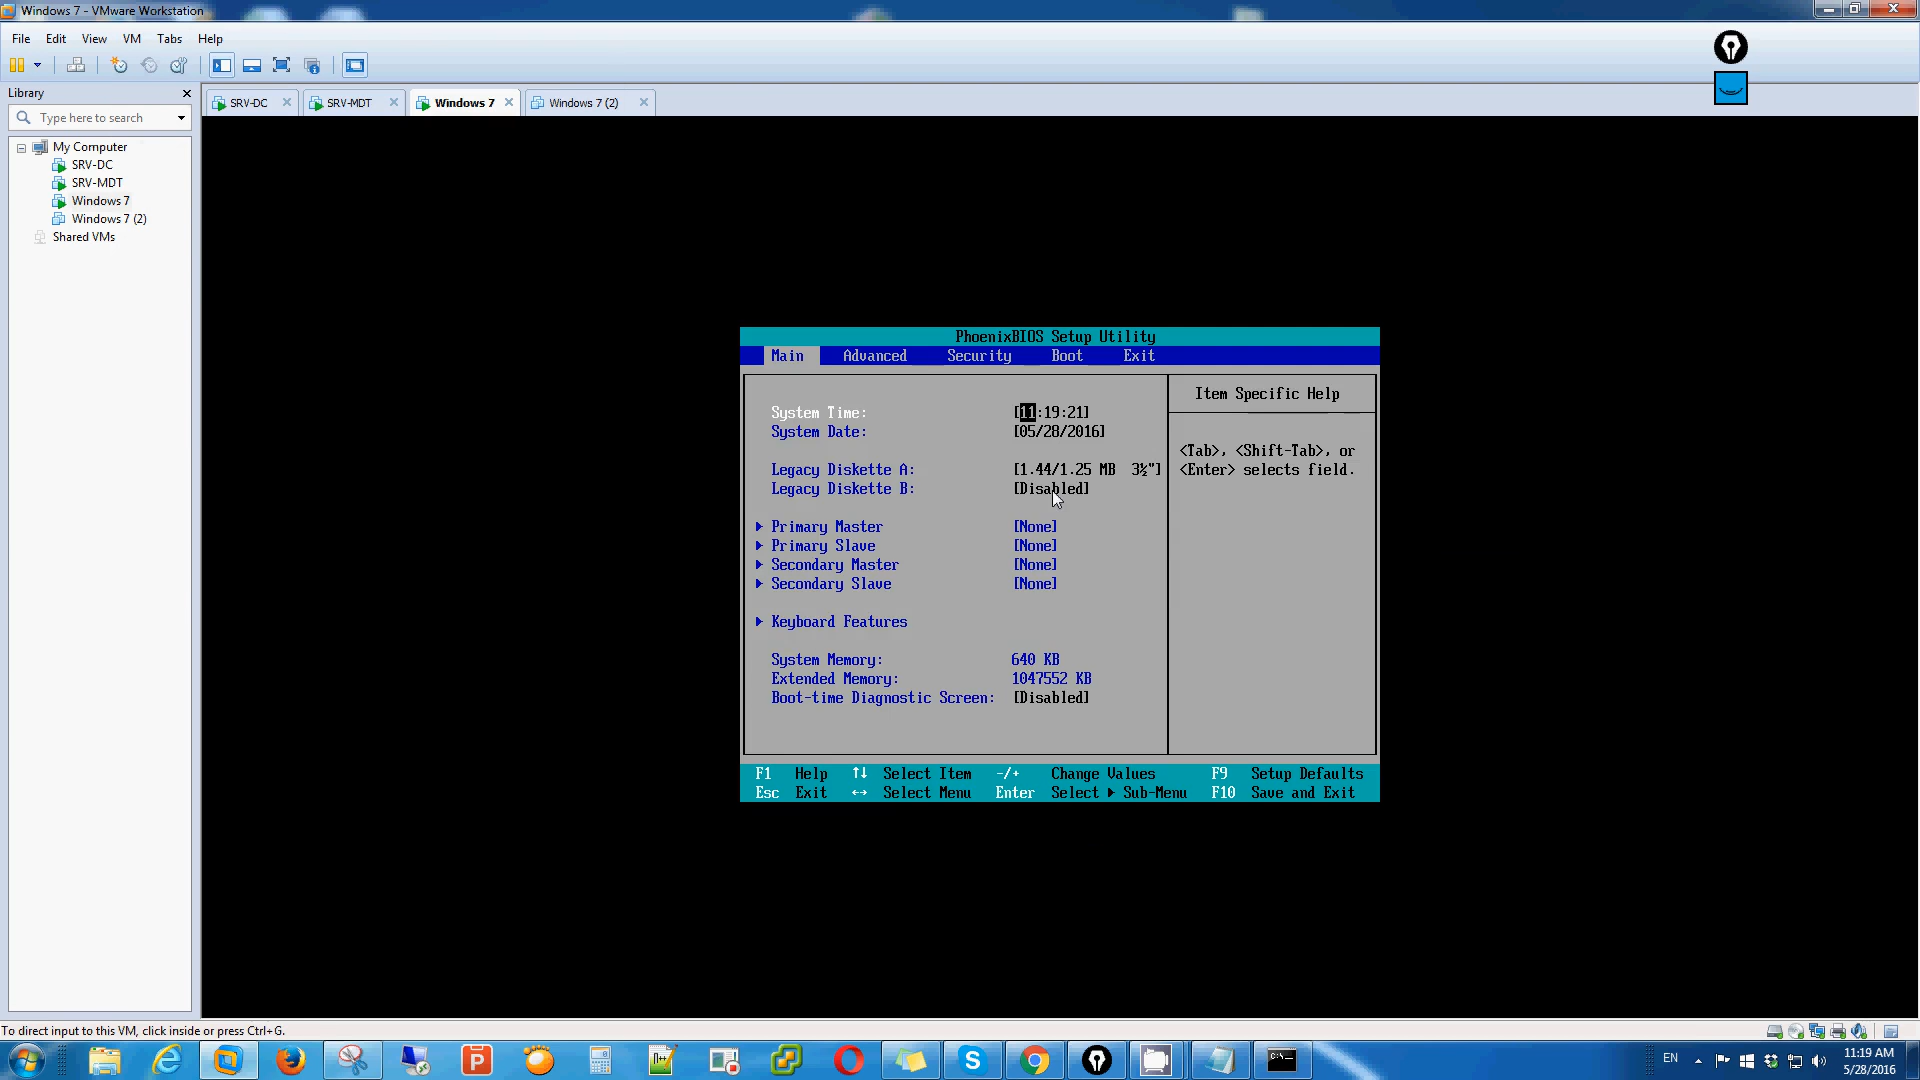 Windows 7 - VMware Workstation
File Edit View VM Tabs Help
Library
Type here to search
My Computer
SRV-DC
SRV-MDT
Windows 7
Windows 7 (2)
Shared VMs
SRV-DC SRV-MDT Windows 7 Windows 7 (2)
PhoenixBIOS Setup Utility
Main Advanced Security Boot Exit
System Time: [11:19:21]
System Date: [05/28/2016]
Legacy Diskette A: [1.44/1.25 MB 3½"]
Legacy Diskette B: [Disabled]
Primary Master [None]
Primary Slave [None]
Secondary Master [None]
Secondary Slave [None]
Keyboard Features
System Memory: 640 KB
Extended Memory: 1047552 KB
Boot-time Diagnostic Screen: [Disabled]
Item Specific Help
<Tab>, <Shift-Tab>, or
<Enter> selects field.
F1 Help ↑↓ Select Item -/+ Change Values F9 Setup Defaults
Esc Exit ↔ Select Menu Enter Select ▶ Sub-Menu F10 Save and Exit
To direct input to this VM, click inside or press Ctrl+G.
EN
11:19 AM
5/28/2016